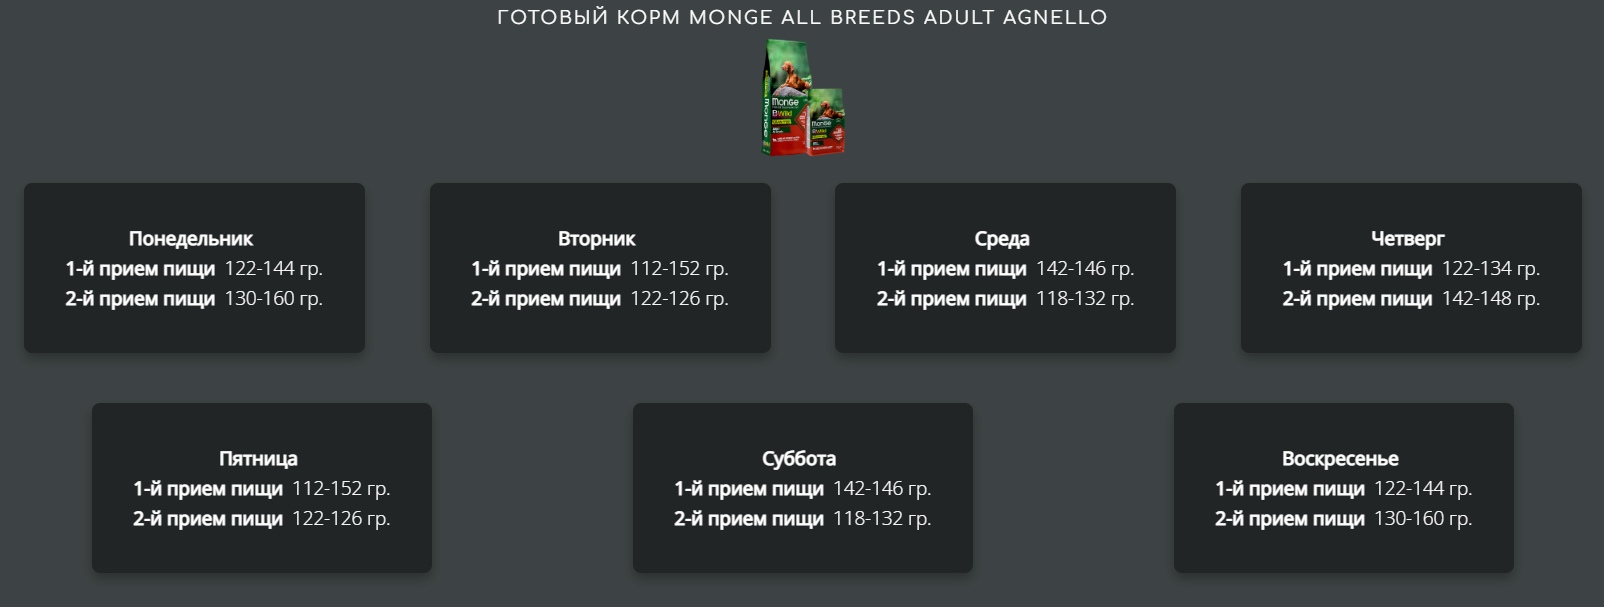 ГОТОВЫЙ КОРМ MONGE ALL BREEDS ADULT AGNELLO
MONGE
Monge
BWild
Monge
BWild
Понедельник
1-й прием пищи 122-144 гр.
2-й прием пищи 130-160 гр.
Вторник
1-й прием пищи 112-152 гр.
2-й прием пищи 122-126 гр.
Среда
1-й прием пищи 142-146 гр.
2-й прием пищи 118-132 гр.
Четверг
1-й прием пищи 122-134 гр.
2-й прием пищи 142-148 гр.
Пятница
1-й прием пищи 112-152 гр.
2-й прием пищи 122-126 гр.
Суббота
1-й прием пищи 142-146 гр.
2-й прием пищи 118-132 гр.
Воскресенье
1-й прием пищи 122-144 гр.
2-й прием пищи 130-160 гр.